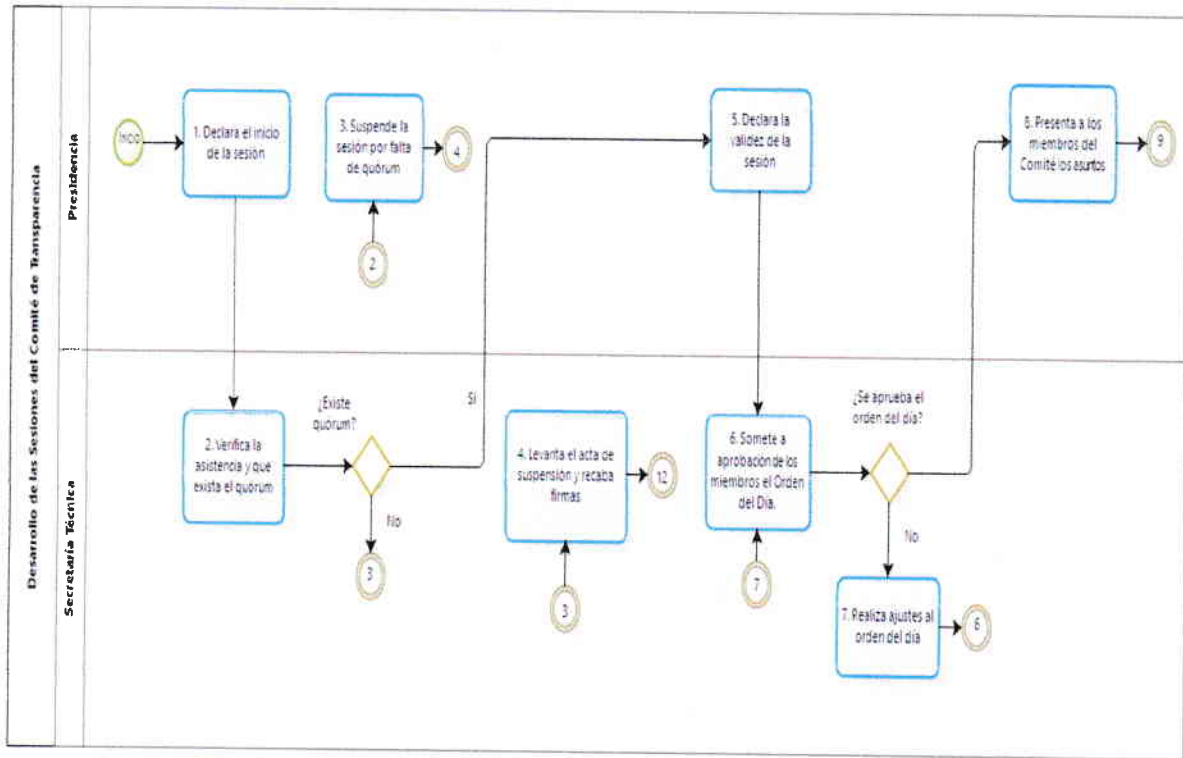 Desarrollo de las Sesiones del Comité de Transparencia
Presidencia
Inicio
1. Declara el inicio
de la sesión
3. Suspende la
sesión por falta
de quórum
4
2
5. Declara la
validez de la
sesión
8. Presenta a los
miembros del
Comité los asuntos
9
Secretaría Técnica
2. Verifica la
asistencia y que
exista el quórum
¿Existe
quórum?
Sí
No
3
4. Levanta el acta de
suspensión y recaba
firmas
12
3
6. Somete a
aprobación de los
miembros el Orden
del Día.
7
¿Se aprueba el
orden del día?
No
7. Realiza ajustes al
orden del día
6